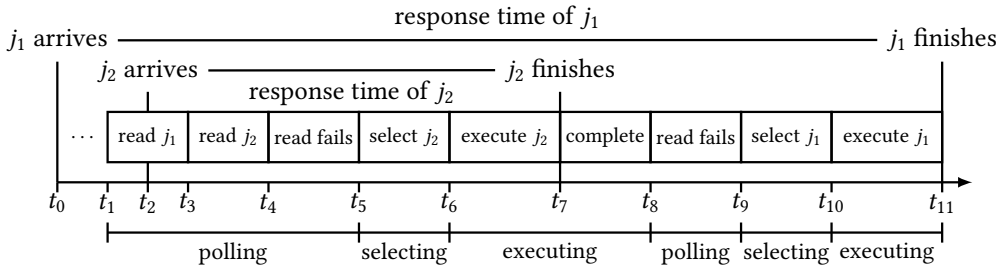 response time of j₁
j₁ arrives j₁ finishes
j₂ arrives j₂ finishes
response time of j₂
··· read j₁ read j₂ read fails select j₂ execute j₂ complete read fails select j₁ execute j₁
t₀ t₁ t₂ t₃ t₄ t₅ t₆ t₇ t₈ t₉ t₁₀ t₁₁
polling selecting executing polling selecting executing